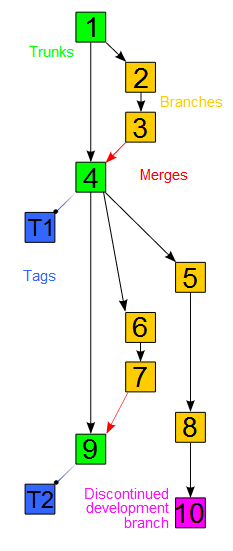 1
Trunks
2
Branches
3
4
Merges
T1
Tags
5
6
7
8
9
T2
Discontinued
development
branch
10